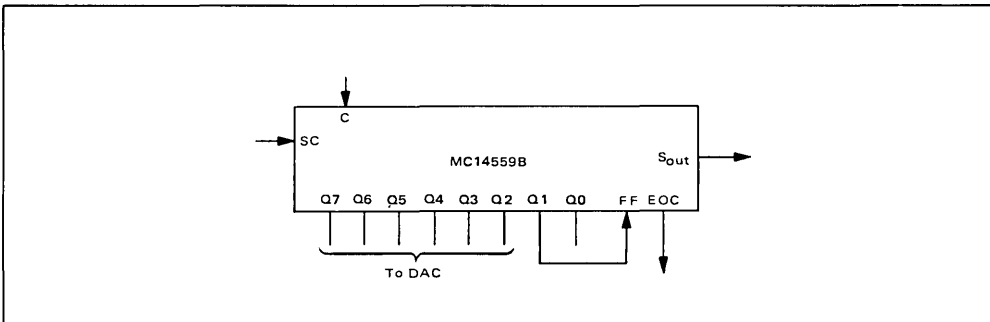 C
SC
MC14559B
Sout
Q7 Q6 Q5 Q4 Q3 Q2 Q1 Q0 FF EOC
To DAC